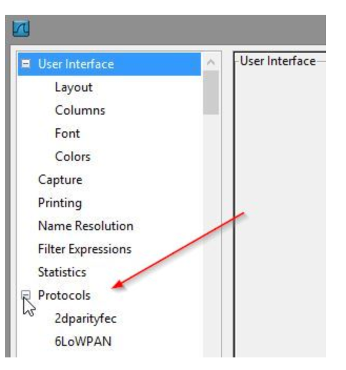 User Interface
User Interface
Layout
Columns
Font
Colors
Capture
Printing
Name Resolution
Filter Expressions
Statistics
Protocols
2dparityfec
6LoWPAN